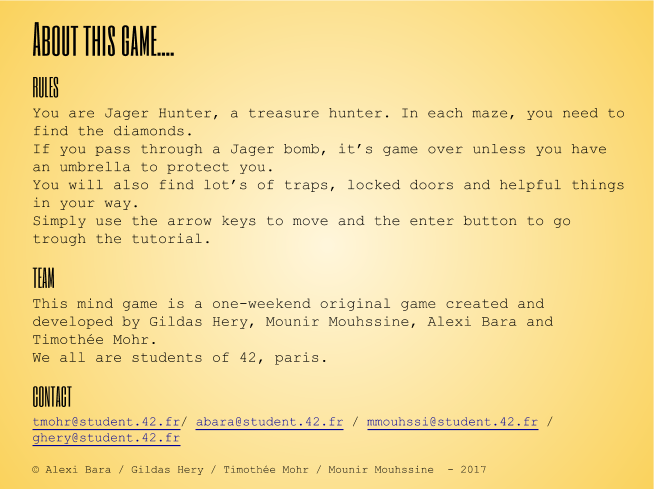 About this game....
Rules
You are Jager Hunter, a treasure hunter. In each maze, you need to
find the diamonds.
If you pass through a Jager bomb, it’s game over unless you have
an umbrella to protect you.
You will also find lot’s of traps, locked doors and helpful things
in your way.
Simply use the arrow keys to move and the enter button to go
trough the tutorial.
Team
This mind game is a one-weekend original game created and
developed by Gildas Hery, Mounir Mouhssine, Alexi Bara and
Timothée Mohr.
We all are students of 42, paris.
Contact
tmohr@student.42.fr/ abara@student.42.fr / mmouhssi@student.42.fr /
ghery@student.42.fr
© Alexi Bara / Gildas Hery / Timothée Mohr / Mounir Mouhssine - 2017